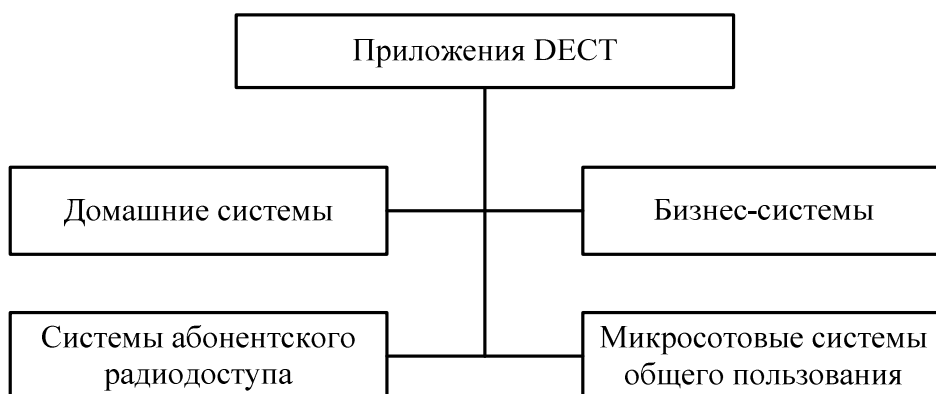 Приложения DECT
Домашние системы
Бизнес-системы
Системы абонентского
радиодоступа
Микросотовые системы
общего пользования